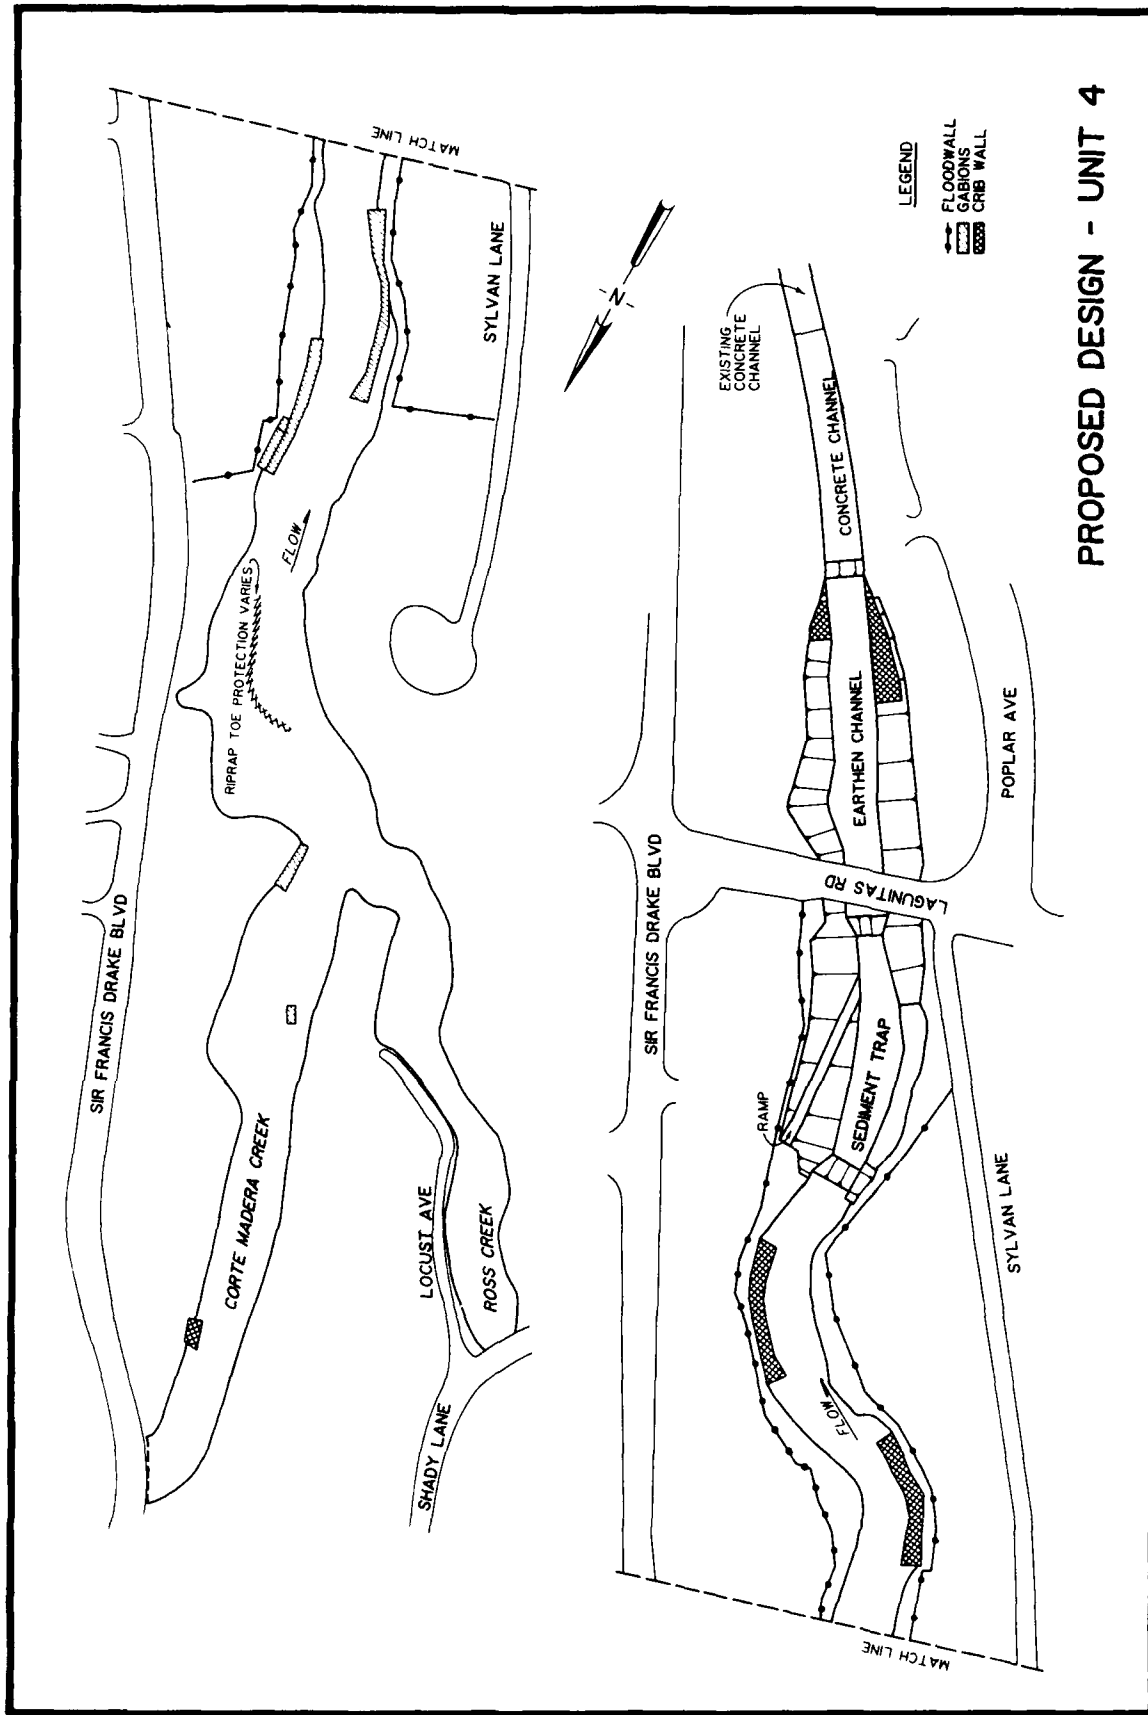 MATCH LINE
SYLVAN LANE
FLOW
RIPRAP TOE PROTECTION VARIES
SIR FRANCIS DRAKE BLVD
CORTE MADERA CREEK
LOCUST AVE
ROSS CREEK
SHADY LANE
N
LEGEND
FLOODWALL
GABIONS
CRIB WALL
EXISTING
CONCRETE
CHANNEL
CONCRETE CHANNEL
EARTHEN CHANNEL
POPLAR AVE
LAGUNITAS RD
SIR FRANCIS DRAKE BLVD
RAMP
SEDIMENT TRAP
SYLVAN LANE
FLOW
MATCH LINE
PROPOSED DESIGN - UNIT 4